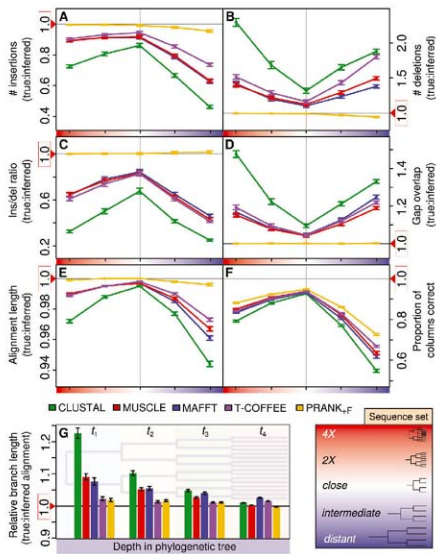 A
# insertions
(true:inferred)
1.0
0.8
0.6
0.4
B
# deletions
(true:inferred)
2.0
1.5
1.0
C
Ins/del ratio
(true:inferred)
1.0
0.6
0.2
D
Gap overlap
(true:inferred)
1.4
1.2
1.0
E
Alignment length
(true:inferred)
1.0
0.98
0.96
0.94
F
Proportion of
columns correct
1.0
0.8
0.6
CLUSTAL MUSCLE MAFFT T-COFFEE PRANK+F
G
Relative branch length
(true:inferred alignment)
1.2
1.1
1.0
t1 t2 t3 t4
Depth in phylogenetic tree
Sequence set
4X
2X
close
intermediate
distant